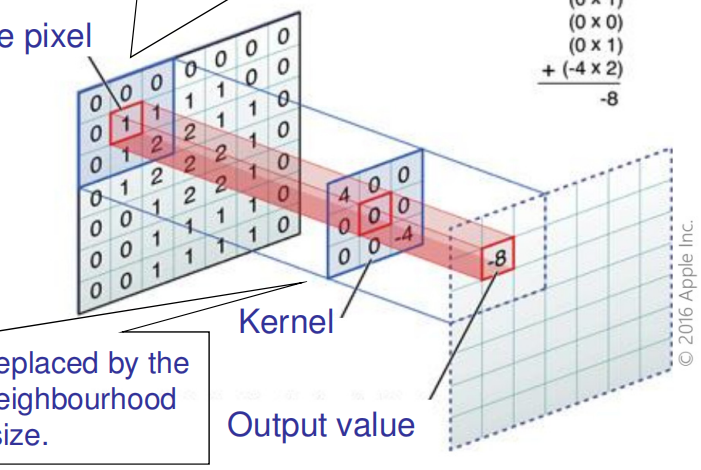 (0 x 1)
(0 x 0)
(0 x 1)
+ (-4 x 2)
-8
e pixel
0 0 0 0 0 0 0
0 1 1 1 1 0 0
0 1 2 2 1 1 0
0 1 2 2 2 1 0
0 0 1 2 2 1 0
0 0 1 1 1 1 0
0 0 1 1 1 1 0
4 0 0
0 0 0
0 0 -4
-8
Kernel
Output value
eplaced by the
eighbourhood
size.
© 2016 Apple Inc.